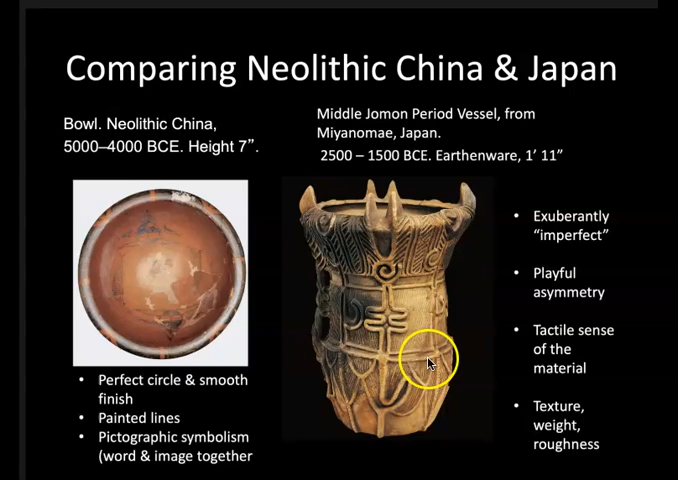 Comparing Neolithic China & Japan
Bowl. Neolithic China,
5000–4000 BCE. Height 7”.
Middle Jomon Period Vessel, from
Miyanomae, Japan.
2500 – 1500 BCE. Earthenware, 1’ 11”
• Perfect circle & smooth
finish
• Painted lines
• Pictographic symbolism
(word & image together
• Exuberantly
“imperfect”
• Playful
asymmetry
• Tactile sense
of the
material
• Texture,
weight,
roughness